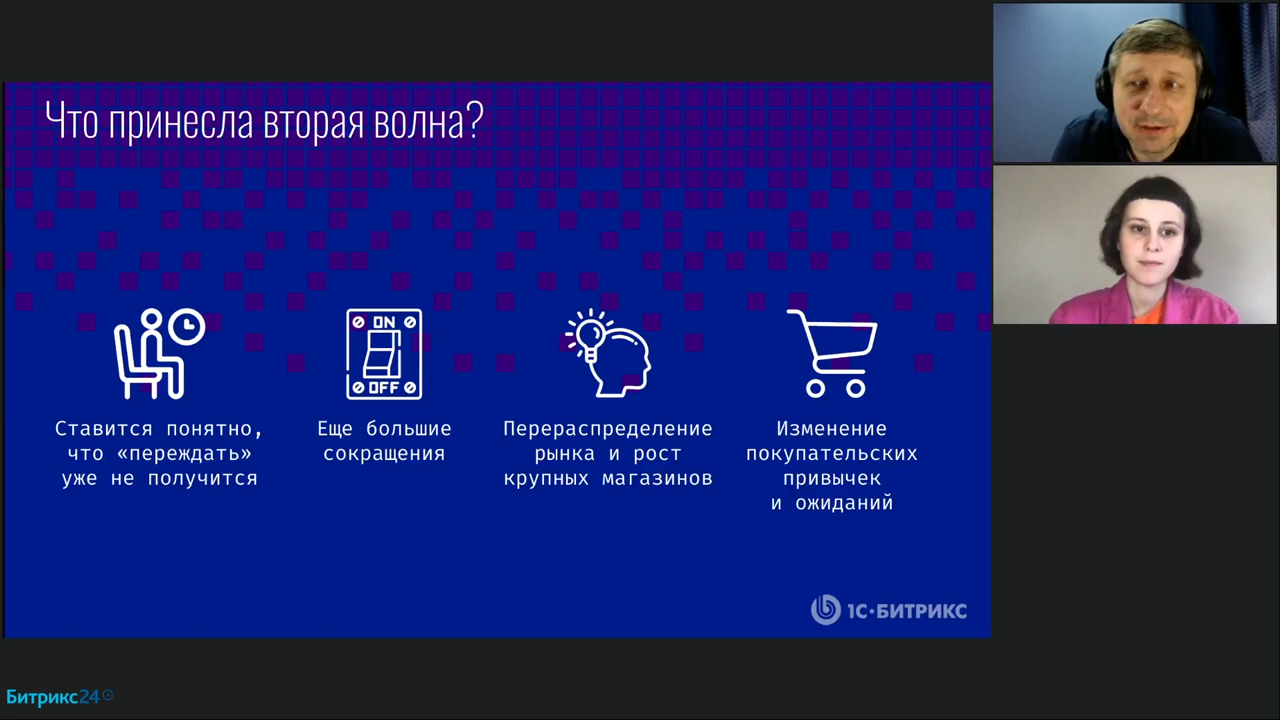 Что принесла вторая волна?
ON
OFF
Ставится понятно,
что «переждать»
уже не получится
Еще большие
сокращения
Перераспределение
рынка и рост
крупных магазинов
Изменение
покупательских
привычек
и ожиданий
1С·БИТРИКС
Битрикс24